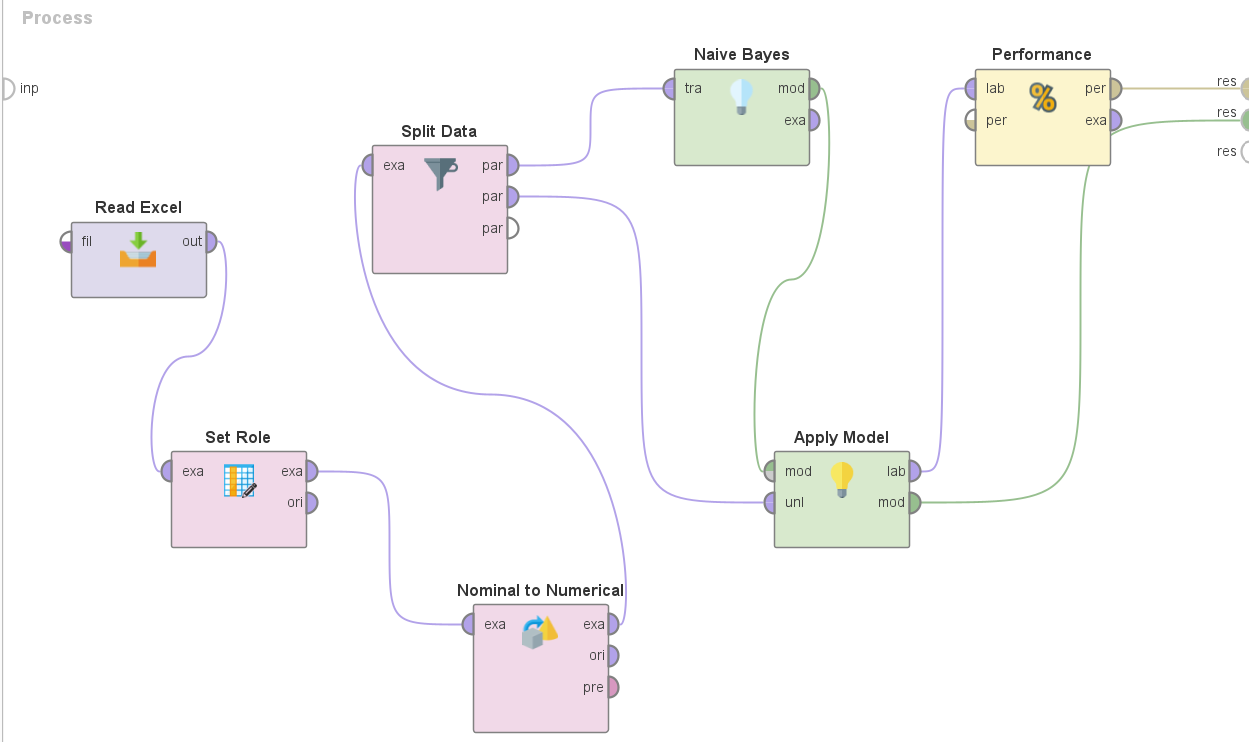 Process
inp
Read Excel
fil
out
Set Role
exa
exa
ori
Nominal to Numerical
exa
exa
ori
pre
Split Data
exa
par
par
par
Naive Bayes
tra
mod
exa
Apply Model
mod
lab
unl
mod
Performance
lab
per
per
exa
res
res
res